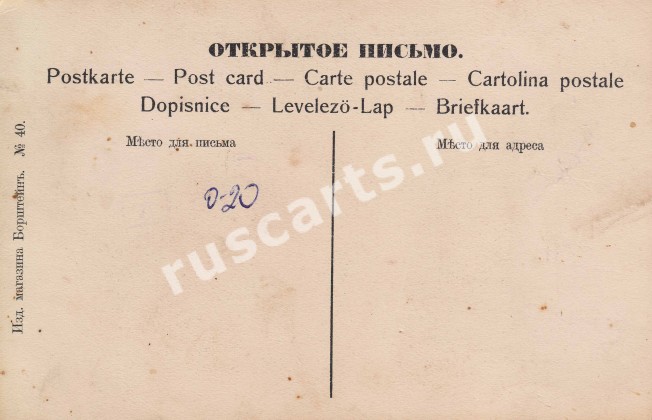 ОТКРЫТОЕ ПИСЬМО.
Postkarte — Post card — Carte postale — Cartolina postale
Dopisnice — Levelezö-Lap — Briefkaart.
Мѣсто для письма
Мѣсто для адреса
0-20
Изд. магазина Борштейнъ. № 40.
ruscarts.ru